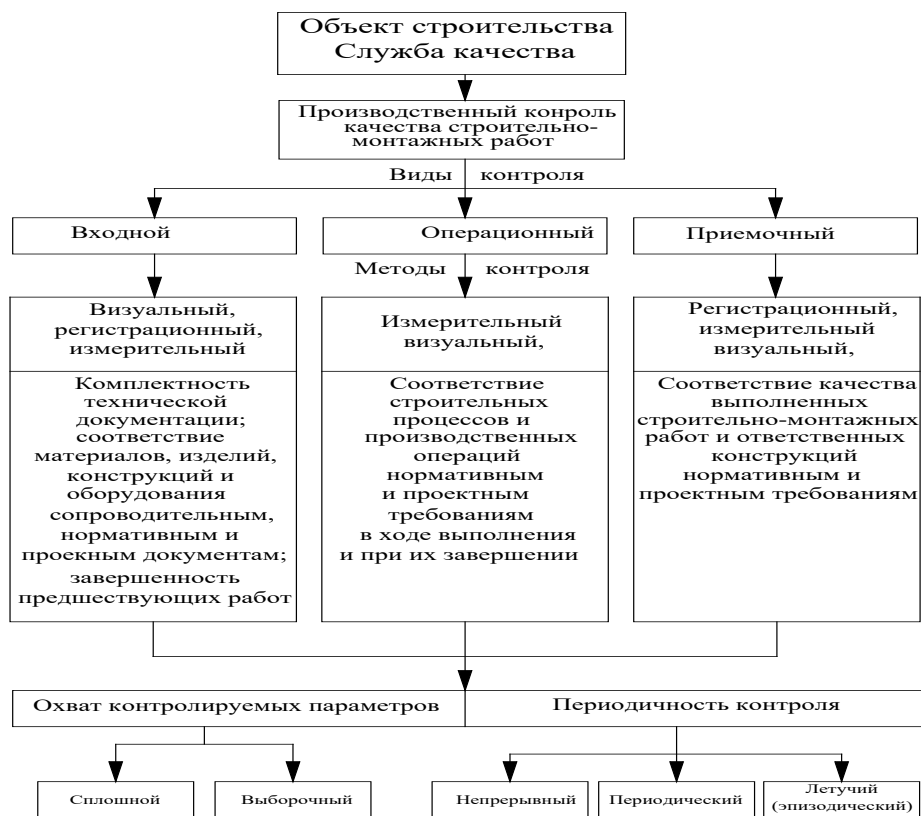 Объект строительства
Служба качества
Производственный конроль
качества строительно-
монтажных работ
Виды контроля
Входной
Операционный
Приемочный
Методы контроля
Визуальный,
регистрационный,
измерительный
Измерительный
визуальный,
Регистрационный,
измерительный
визуальный,
Комплектность
технической
документации;
соответствие
материалов, изделий,
конструкций и
оборудования
сопроводительным,
нормативным и
проекным документам;
завершенность
предшествующих работ
Соответствие
строительных
процессов и
производственных
операций
нормативным
и проектным
требованиям
в ходе выполнения
и при их завершении
Соответствие качества
выполненных
строительно-монтажных
работ и ответственных
конструкций
нормативным и
проектным требованиям
Охват контролируемых параметров
Периодичность контроля
Сплошной
Выборочный
Непрерывный
Периодический
Летучий
(эпизодический)